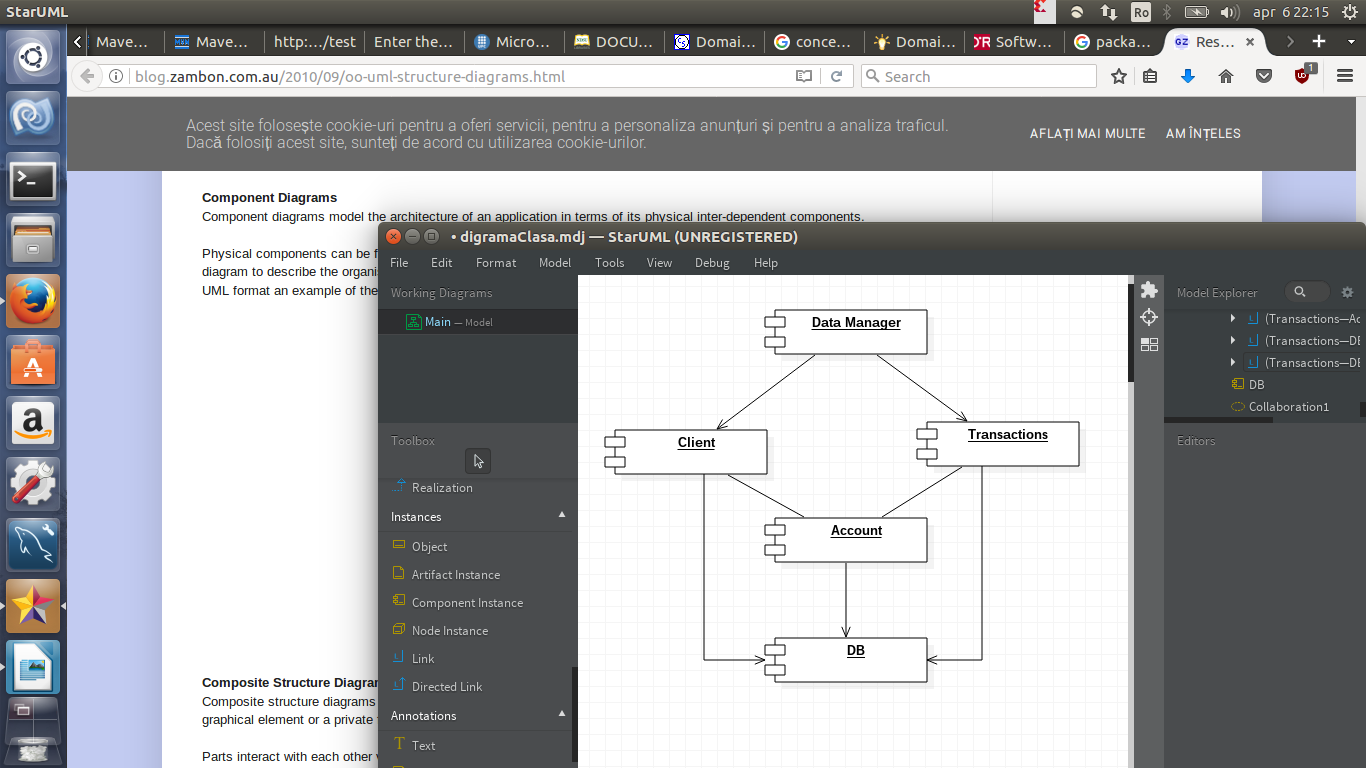 StarUML
Ro
apr 6 22:15
Mave...
Mave...
http:.../test
Enter the...
Micro...
DOCU...
Domai...
conce...
Domai...
Softw...
packa...
Res...
blog.zambon.com.au/2010/09/oo-uml-structure-diagrams.html
Search
1
Acest site folosește cookie-uri pentru a oferi servicii, pentru a personaliza anunțuri și pentru a analiza traficul.
Dacă folosiți acest site, sunteți de acord cu utilizarea cookie-urilor.
AFLAȚI MAI MULTE
AM ÎNȚELES
Component Diagrams
Component diagrams model the architecture of an application in terms of its physical inter-dependent components.
Physical components can be f
diagram to describe the organi
UML format an example of the
• digramaClasa.mdj — StarUML (UNREGISTERED)
File Edit Format Model Tools View Debug Help
Working Diagrams
Main — Model
Toolbox
Realization
Instances
Object
Artifact Instance
Component Instance
Node Instance
Link
Directed Link
Annotations
Text
Data Manager
Client
Transactions
Account
DB
Model Explorer
(Transactions—Ac
(Transactions—DE
(Transactions—DE
DB
Collaboration1
Editors
Composite Structure Diagran
Composite structure diagrams
graphical element or a private
Parts interact with each other